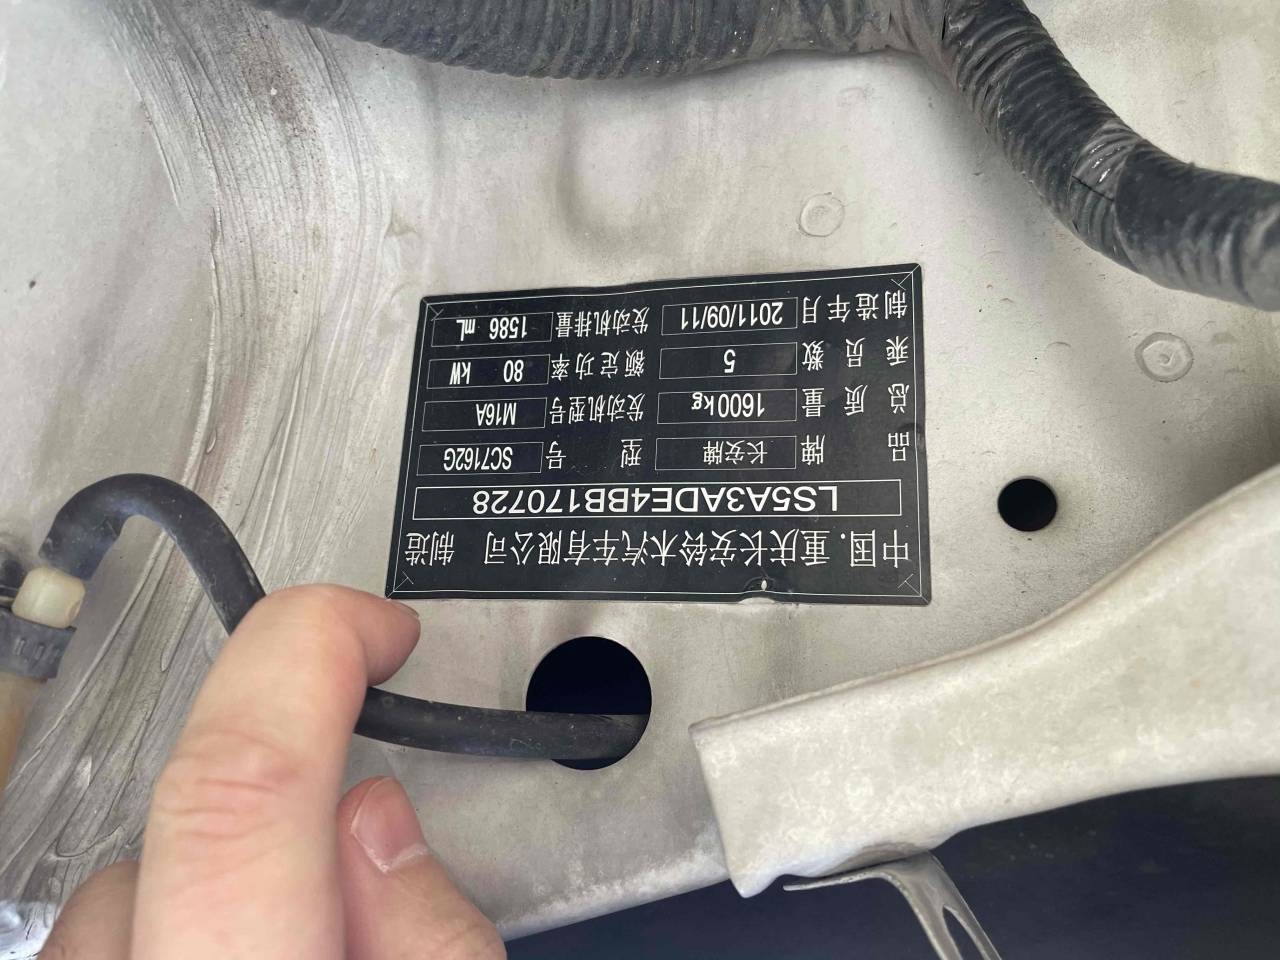 中国·重庆长安铃木汽车有限公司 制造
LS5A3ADE4BB170728
品牌 长安牌 型号 SC7162G
总质量 1600kg 发动机型号 M16A
乘员数 5 额定功率 80 kW
制造年月 2011/09/11 发动机排量 1586 mL